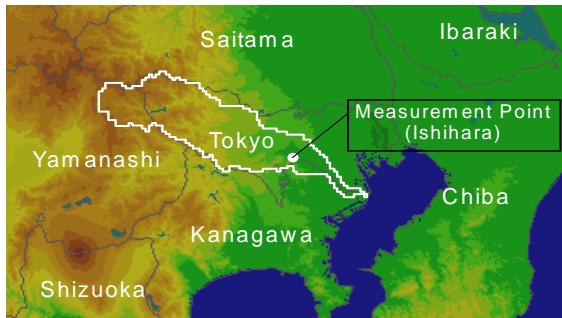 Saitama
Ibaraki
Measurement Point
(Ishihara)
Tokyo
Yamanashi
Chiba
Kanagawa
Shizuoka